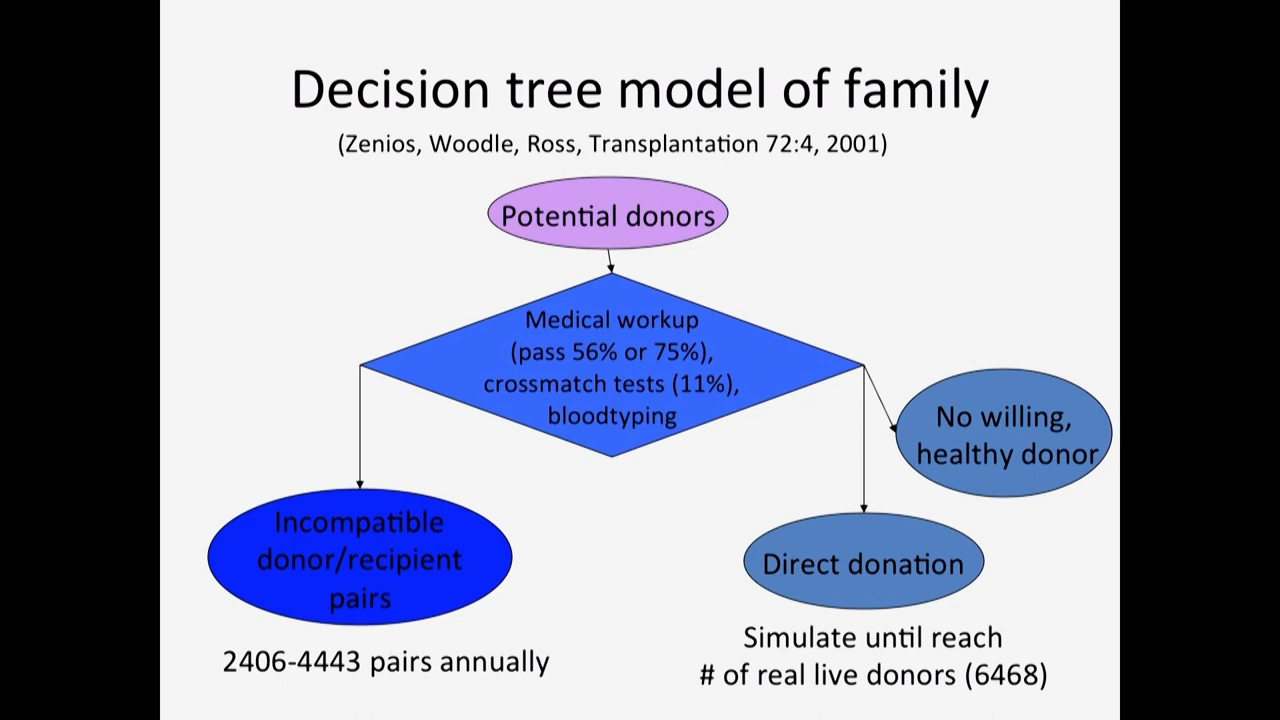 Decision tree model of family
(Zenios, Woodle, Ross, Transplantation 72:4, 2001)
Potential donors
Medical workup
(pass 56% or 75%),
crossmatch tests (11%),
bloodtyping
No willing,
healthy donor
Incompatible
donor/recipient
pairs
Direct donation
2406-4443 pairs annually
Simulate until reach
# of real live donors (6468)